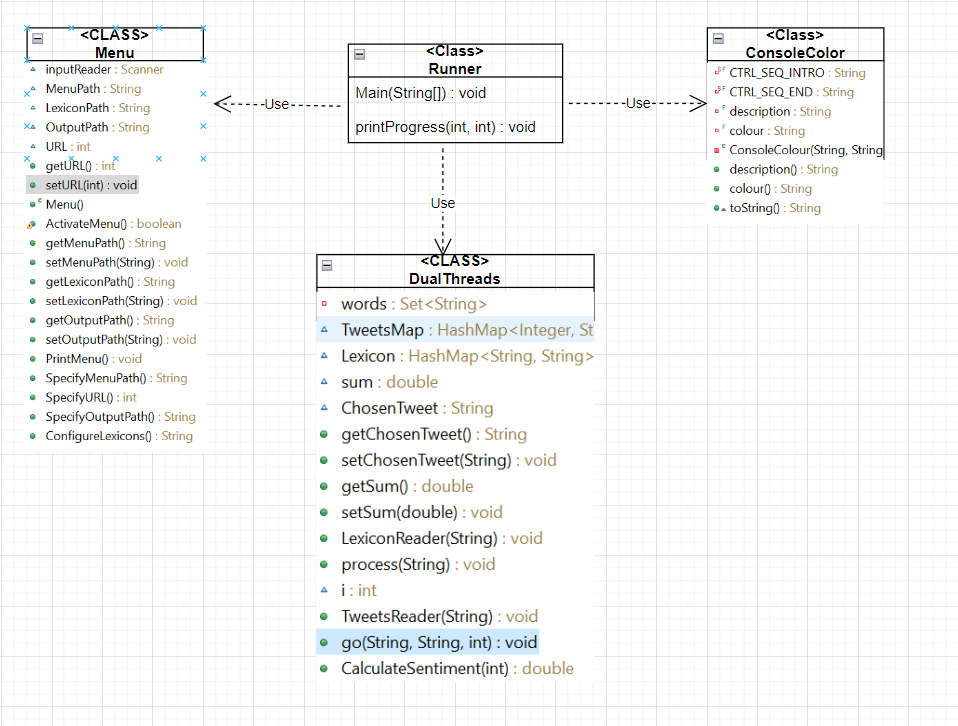 <CLASS>
Menu
inputReader : Scanner
MenuPath : String
LexiconPath : String
OutputPath : String
URL : int
getURL() : int
setURL(int) : void
Menu()
ActivateMenu() : boolean
getMenuPath() : String
setMenuPath(String) : void
getLexiconPath() : String
setLexiconPath(String) : void
getOutputPath() : String
setOutputPath(String) : void
PrintMenu() : void
SpecifyMenuPath() : String
SpecifyURL() : int
SpecifyOutputPath() : String
ConfigureLexicons() : String
Use
<Class>
Runner
Main(String[]) : void
printProgress(int, int) : void
Use
Use
<Class>
ConsoleColor
CTRL_SEQ_INTRO : String
CTRL_SEQ_END : String
description : String
colour : String
ConsoleColour(String, String
description() : String
colour() : String
toString() : String
<CLASS>
DualThreads
words : Set<String>
TweetsMap : HashMap<Integer, St
Lexicon : HashMap<String, String>
sum : double
ChosenTweet : String
getChosenTweet() : String
setChosenTweet(String) : void
getSum() : double
setSum(double) : void
LexiconReader(String) : void
process(String) : void
i : int
TweetsReader(String) : void
go(String, String, int) : void
CalculateSentiment(int) : double